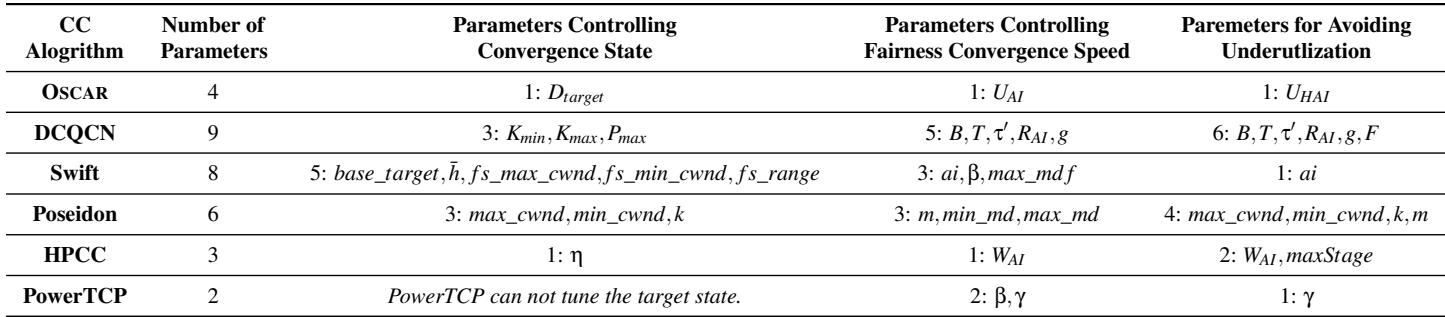 CC Alogrithm | Number of Parameters | Parameters Controlling Convergence State | Parameters Controlling Fairness Convergence Speed | Paremeters for Avoiding Underutlization
OSCAR | 4 | 1: D_target | 1: U_AI | 1: U_HAI
DCQCN | 9 | 3: K_min, K_max, P_max | 5: B, T, τ′, R_AI, g | 6: B, T, τ′, R_AI, g, F
Swift | 8 | 5: base_target, h̄, fs_max_cwnd, fs_min_cwnd, fs_range | 3: ai, β, max_mdf | 1: ai
Poseidon | 6 | 3: max_cwnd, min_cwnd, k | 3: m, min_md, max_md | 4: max_cwnd, min_cwnd, k, m
HPCC | 3 | 1: η | 1: W_AI | 2: W_AI, maxStage
PowerTCP | 2 | PowerTCP can not tune the target state. | 2: β, γ | 1: γ